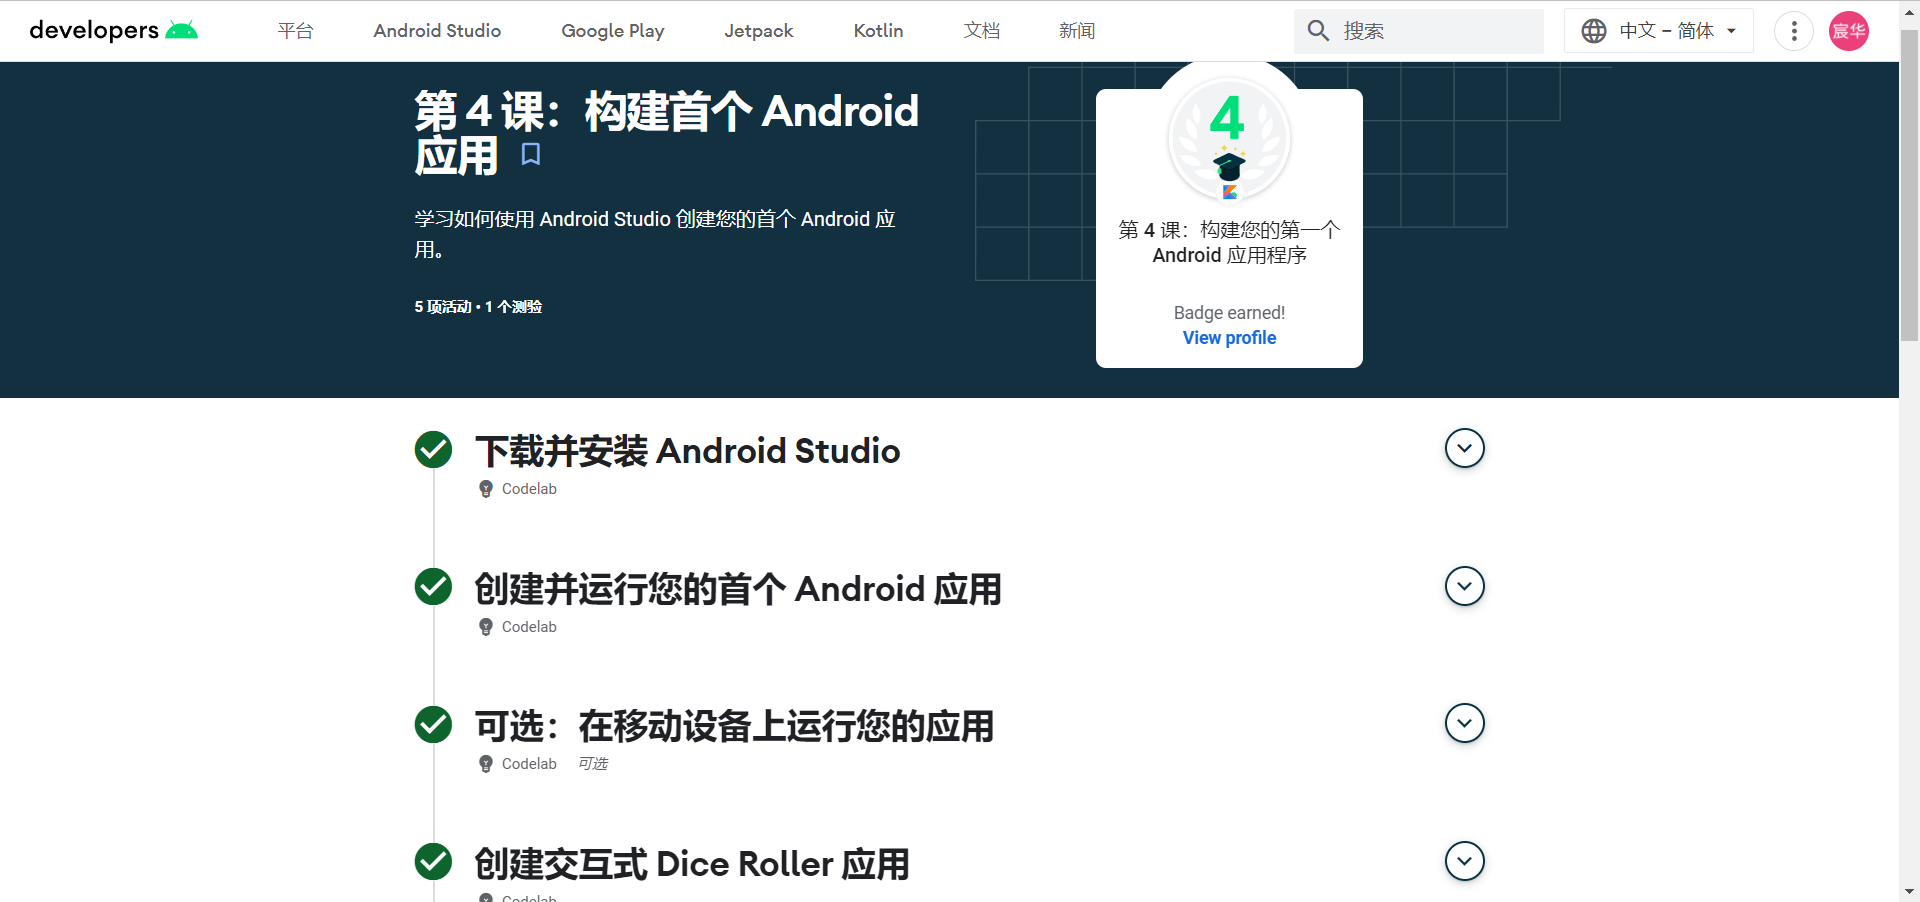 developers
平台
Android Studio
Google Play
Jetpack
Kotlin
文档
新闻
搜索
中文 – 简体
宸华
第 4 课：构建首个 Android
应用
学习如何使用 Android Studio 创建您的首个 Android 应
用。
5 项活动 • 1 个测验
4
第 4 课：构建您的第一个
Android 应用程序
Badge earned!
View profile
下载并安装 Android Studio
Codelab
创建并运行您的首个 Android 应用
Codelab
可选：在移动设备上运行您的应用
Codelab 可选
创建交互式 Dice Roller 应用
Codelab